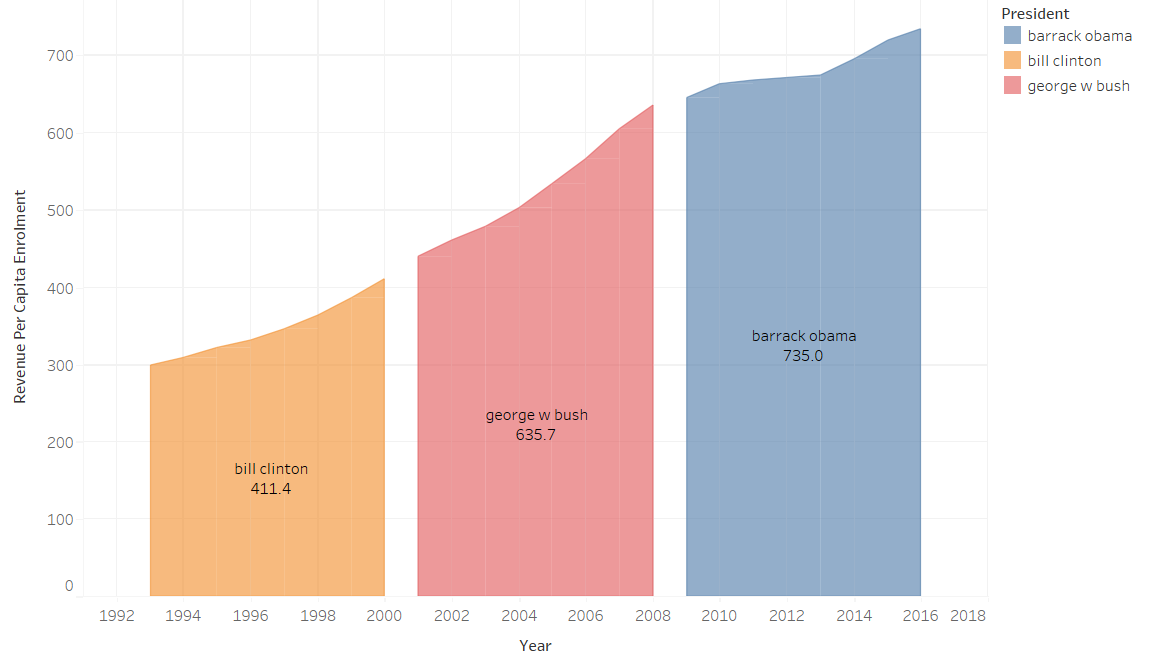 President
barrack obama
bill clinton
george w bush
Revenue Per Capita Enrolment
700
600
500
400
300
200
100
0
bill clinton
411.4
george w bush
635.7
barrack obama
735.0
1992 1994 1996 1998 2000 2002 2004 2006 2008 2010 2012 2014 2016 2018
Year